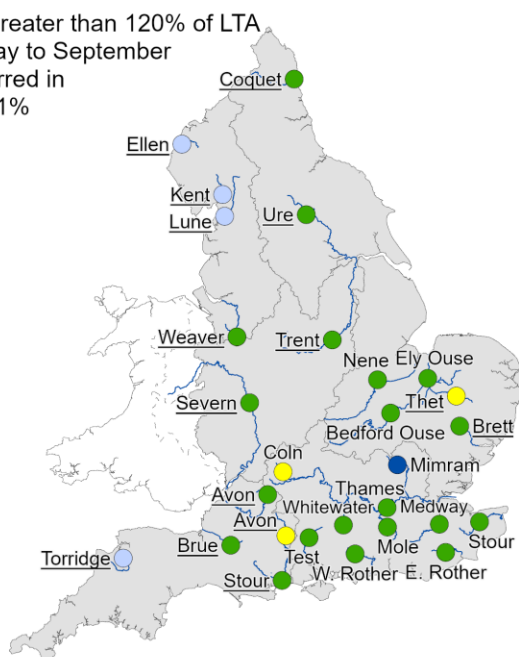 reater than 120% of LTA
ay to September
rred in
1%
Coquet
Ellen
Kent
Lune
Ure
Weaver
Trent
Nene
Ely Ouse
Severn
Thet
Brett
Bedford Ouse
Coln
Mimram
Avon
Thames
Whitewater
Medway
Avon
Torridge
Brue
Test
Mole
Stour
Stour
W. Rother
E. Rother